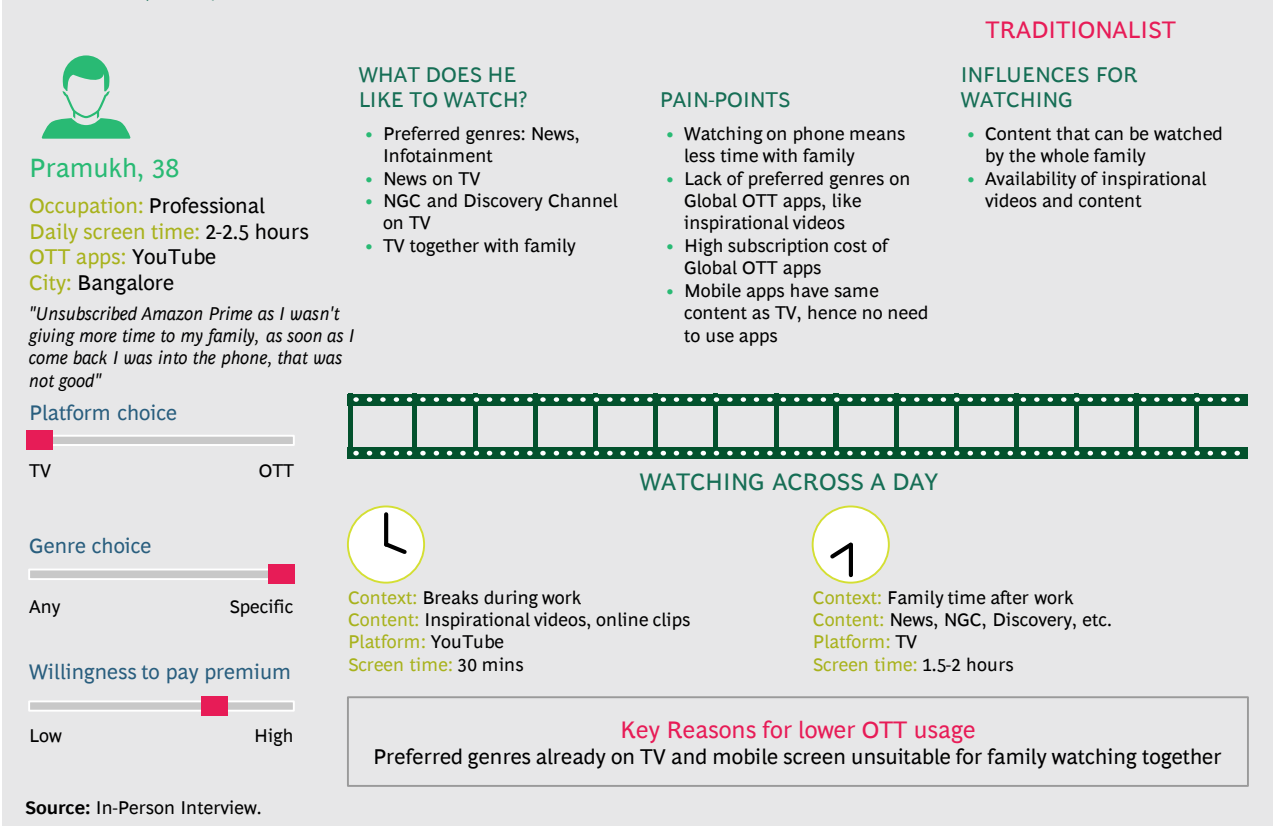 TRADITIONALIST
Pramukh, 38
Occupation: Professional
Daily screen time: 2-2.5 hours
OTT apps: YouTube
City: Bangalore
"Unsubscribed Amazon Prime as I wasn't
giving more time to my family, as soon as I
come back I was into the phone, that was
not good"
WHAT DOES HE
LIKE TO WATCH?
• Preferred genres: News,
Infotainment
• News on TV
• NGC and Discovery Channel
on TV
• TV together with family
PAIN-POINTS
• Watching on phone means
less time with family
• Lack of preferred genres on
Global OTT apps, like
inspirational videos
• High subscription cost of
Global OTT apps
• Mobile apps have same
content as TV, hence no need
to use apps
INFLUENCES FOR
WATCHING
• Content that can be watched
by the whole family
• Availability of inspirational
videos and content
Platform choice
TV OTT
Genre choice
Any Specific
Willingness to pay premium
Low High
WATCHING ACROSS A DAY
Context: Breaks during work
Content: Inspirational videos, online clips
Platform: YouTube
Screen time: 30 mins
Context: Family time after work
Content: News, NGC, Discovery, etc.
Platform: TV
Screen time: 1.5-2 hours
Key Reasons for lower OTT usage
Preferred genres already on TV and mobile screen unsuitable for family watching together
Source: In-Person Interview.